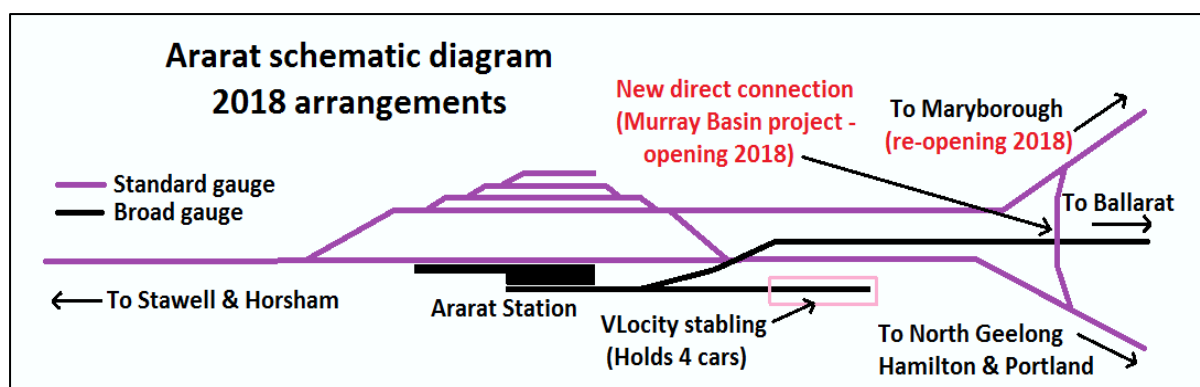 Ararat schematic diagram
2018 arrangements
New direct connection
(Murray Basin project -
opening 2018)
To Maryborough
(re-opening 2018)
Standard gauge
Broad gauge
To Ballarat
To Stawell & Horsham
Ararat Station
VLocity stabling
(Holds 4 cars)
To North Geelong
Hamilton & Portland